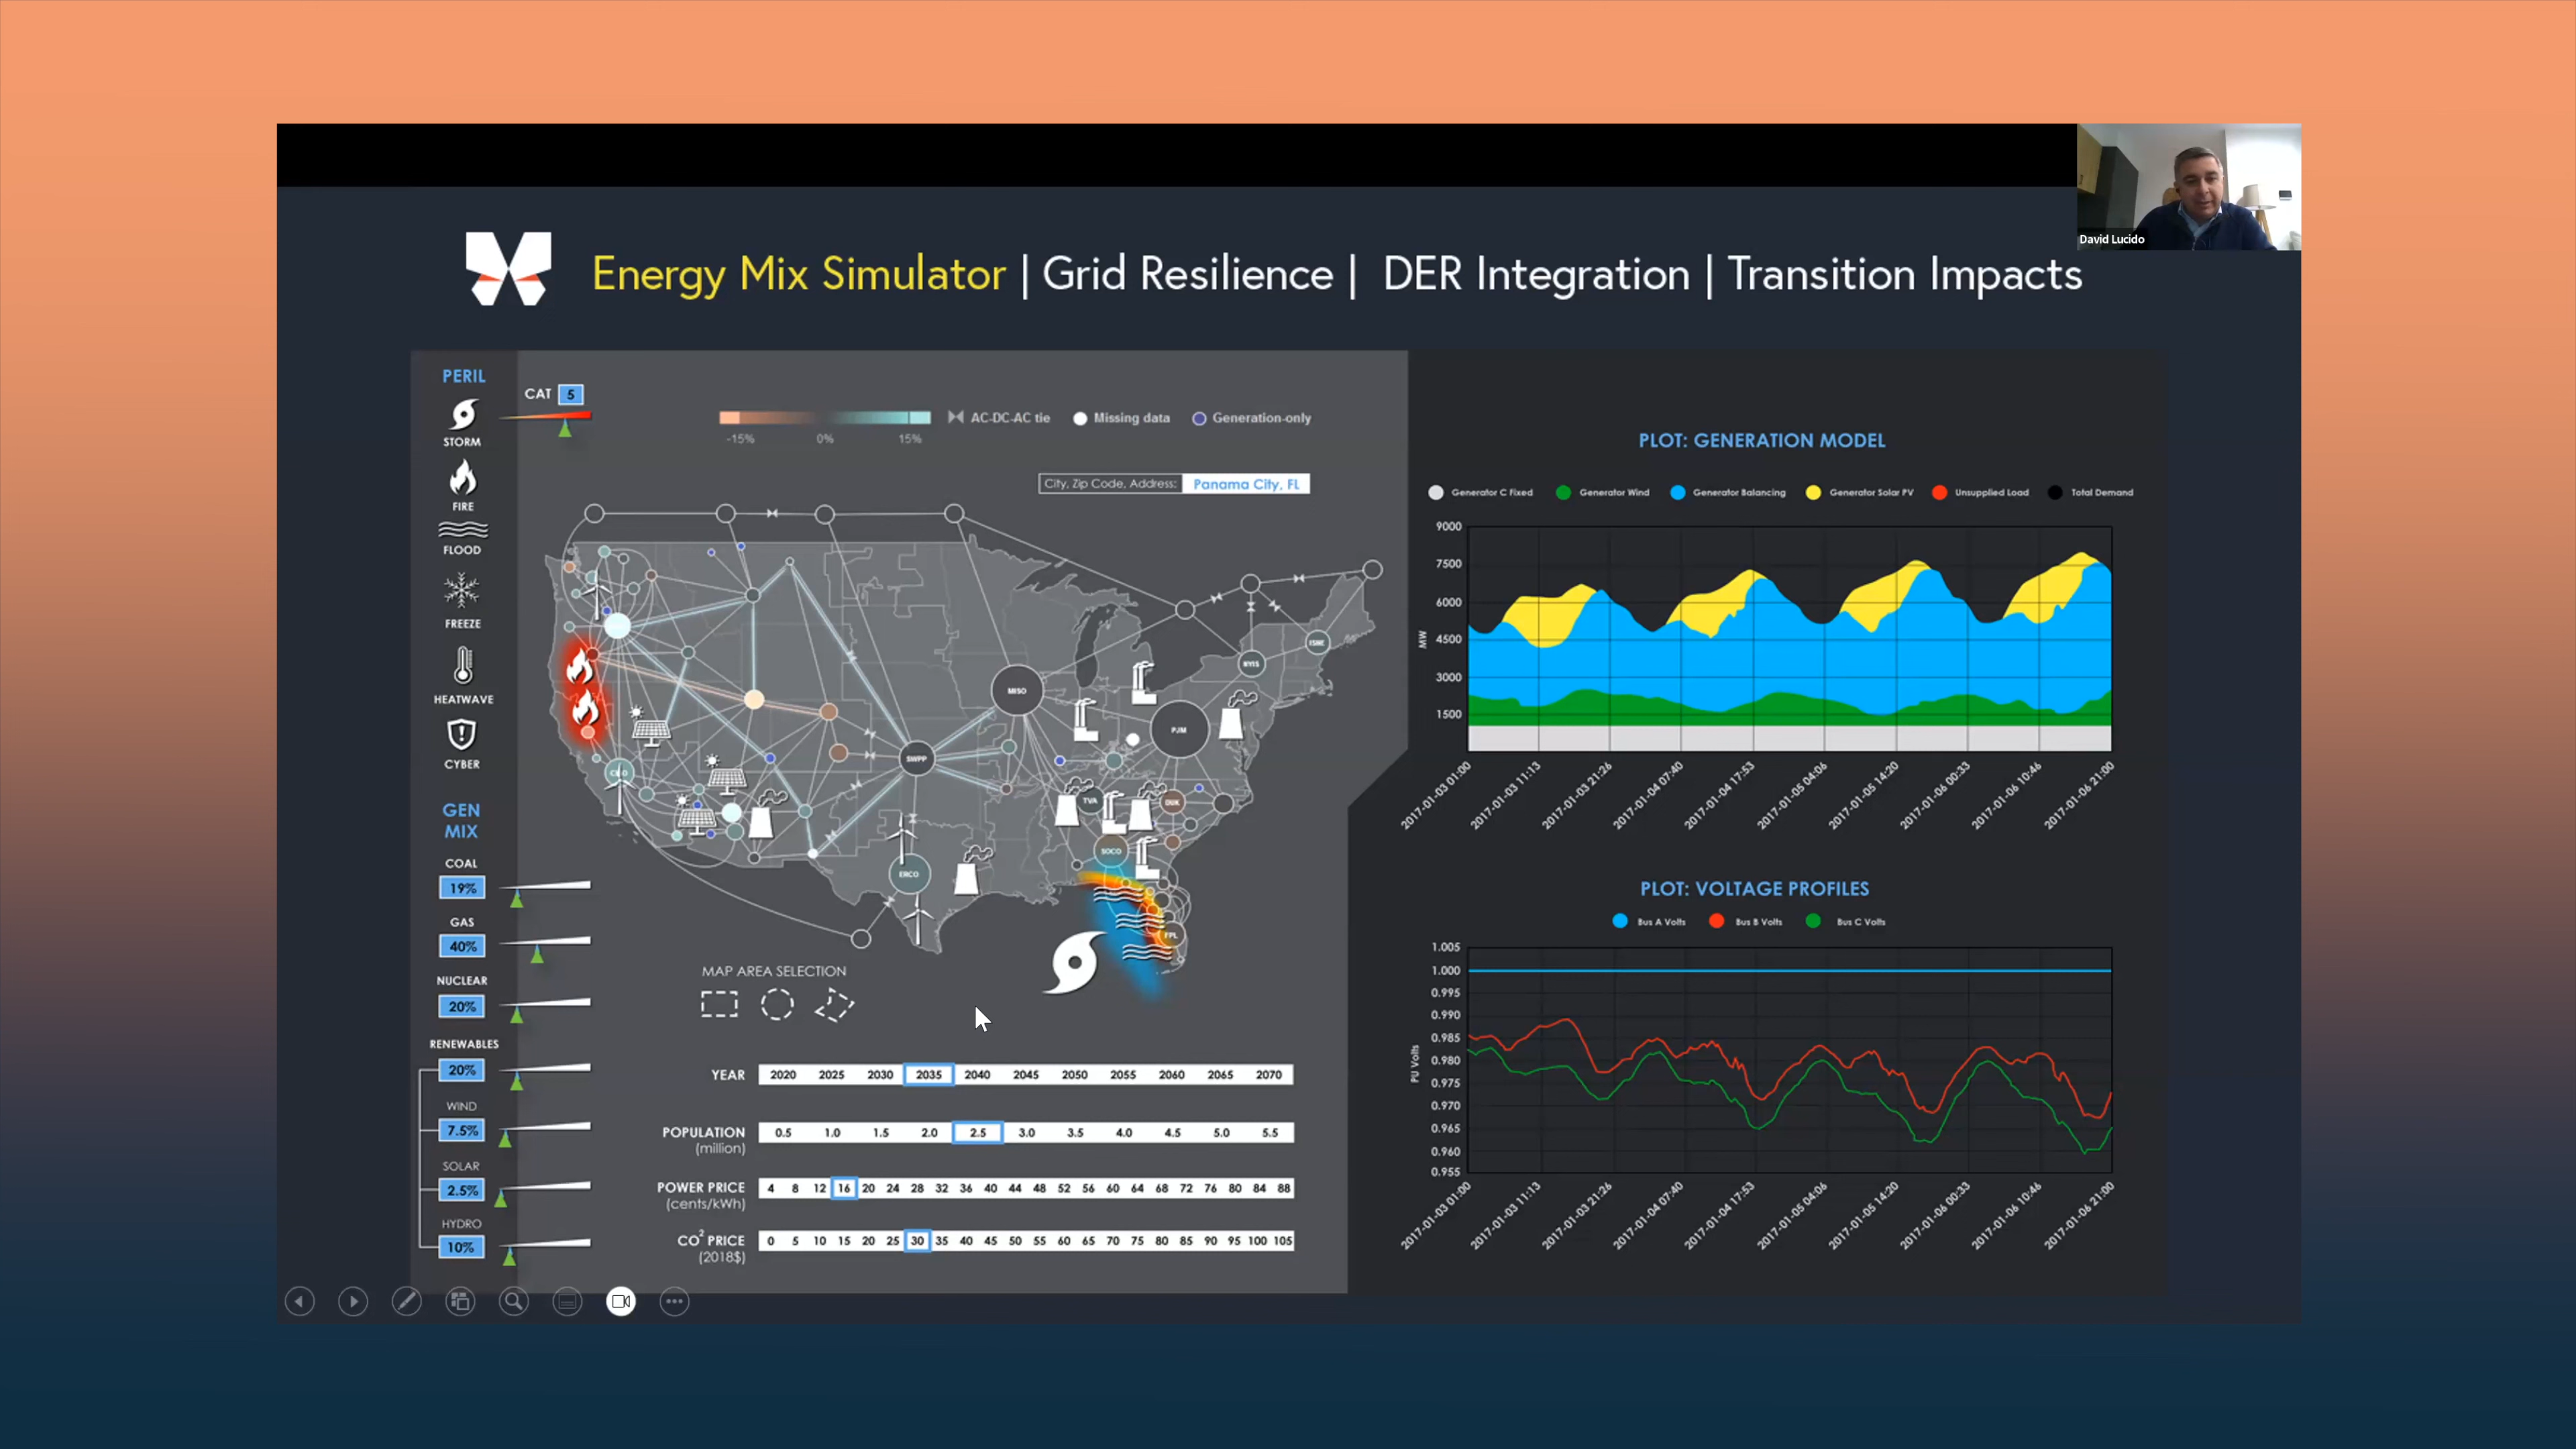 David Lucido
Energy Mix Simulator | Grid Resilience | DER Integration | Transition Impacts
PERIL
STORM
FIRE
FLOOD
FREEZE
HEATWAVE
CYBER
GEN
MIX
COAL
19%
GAS
40%
NUCLEAR
20%
RENEWABLES
20%
WIND
7.5%
SOLAR
2.5%
HYDRO
10%
CAT 5
-15% 0% 15%
AC-DC-AC tie
Missing data
Generation-only
City, Zip Code, Address: Panama City, FL
MISO
PJM
NYIS
ISNE
SWPP
TVA
DUK
SOCO
ERCO
FPL
MAP AREA SELECTION
YEAR 2020 2025 2030 2035 2040 2045 2050 2055 2060 2065 2070
POPULATION 0.5 1.0 1.5 2.0 2.5 3.0 3.5 4.0 4.5 5.0 5.5
(million)
POWER PRICE 4 8 12 16 20 24 28 32 36 40 44 48 52 56 60 64 68 72 76 80 84 88
(cents/kWh)
CO2 PRICE 0 5 10 15 20 25 30 35 40 45 50 55 60 65 70 75 80 85 90 95 100 105
(2018$)
PLOT: GENERATION MODEL
Generator C Fixed Generator Wind Generator Balancing Generator Solar PV Unsupplied Load Total Demand
9000
7500
6000
4500
3000
1500
MW
2017-01-03 01:00
2017-01-03 11:13
2017-01-03 21:26
2017-01-04 07:40
2017-01-04 17:53
2017-01-05 04:06
2017-01-05 14:20
2017-01-06 00:33
2017-01-06 10:46
2017-01-06 21:00
PLOT: VOLTAGE PROFILES
Bus A Volts Bus B Volts Bus C Volts
1.005
1.000
0.995
0.990
0.985
0.980
0.975
0.970
0.965
0.960
0.955
PU Volts
2017-01-03 01:00
2017-01-03 11:13
2017-01-03 21:26
2017-01-04 07:40
2017-01-04 17:53
2017-01-05 04:06
2017-01-05 14:20
2017-01-06 00:33
2017-01-06 10:46
2017-01-06 21:00